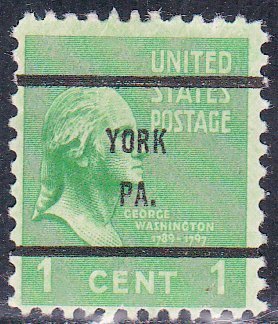 UNITED
STATES
POSTAGE
YORK
PA.
GEORGE
WASHINGTON
1789-1797
1 CENT 1